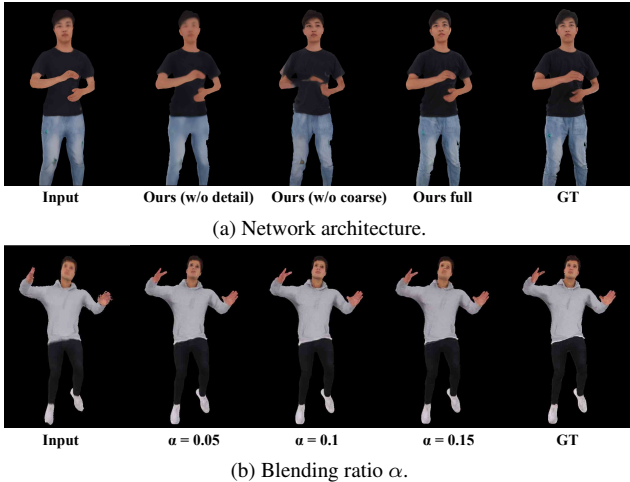 Input Ours (w/o detail) Ours (w/o coarse) Ours full GT
(a) Network architecture.
Input α = 0.05 α = 0.1 α = 0.15 GT
(b) Blending ratio α.